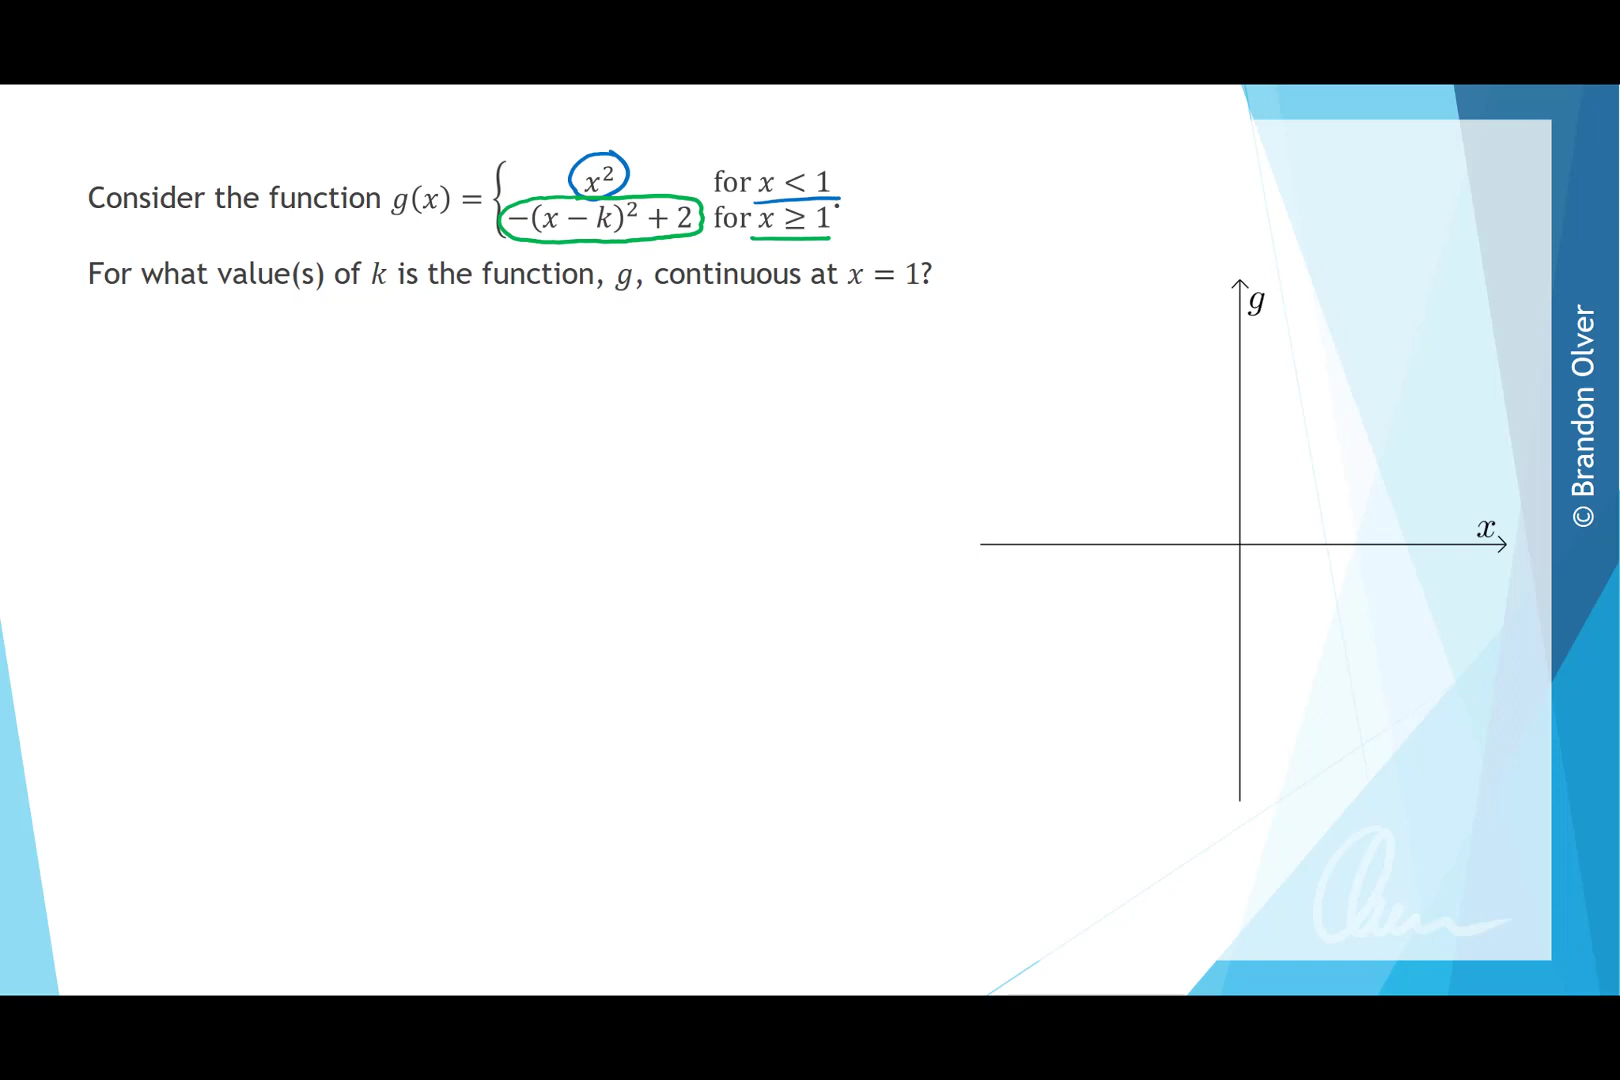 x² for x < 1
Consider the function g(x) = { .
−(x − k)² + 2 for x ≥ 1
For what value(s) of k is the function, g, continuous at x = 1?
g
x
© Brandon Olver